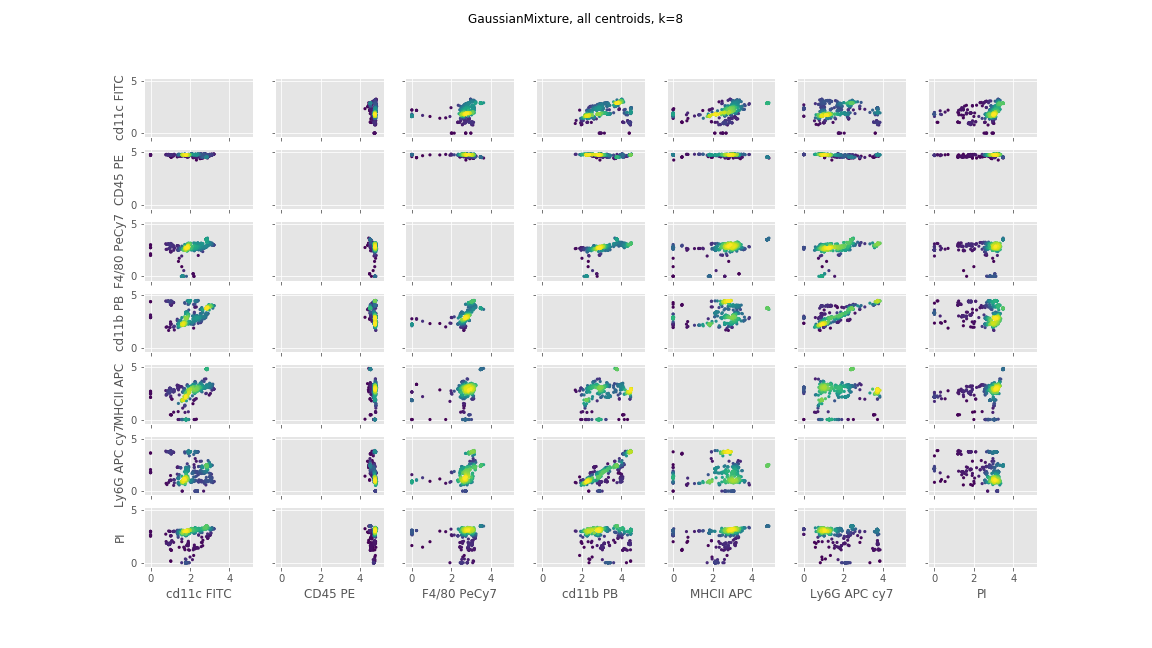 GaussianMixture, all centroids, k=8
cd11c FITC
5
0
CD45 PE
5
0
F4/80 PeCy7
5
0
cd11b PB
5
0
MHCII APC
5
0
Ly6G APC cy7
5
0
PI
5
0
0 2 4 0 2 4 0 2 4 0 2 4 0 2 4 0 2 4 0 2 4
cd11c FITC CD45 PE F4/80 PeCy7 cd11b PB MHCII APC Ly6G APC cy7 PI